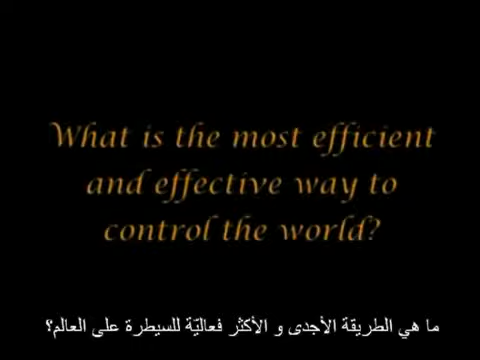 What is the most efficient
and effective way to
control the world?
ما هي الطريقة الأجدى و الأكثر فعاليّة للسيطرة على العالم؟